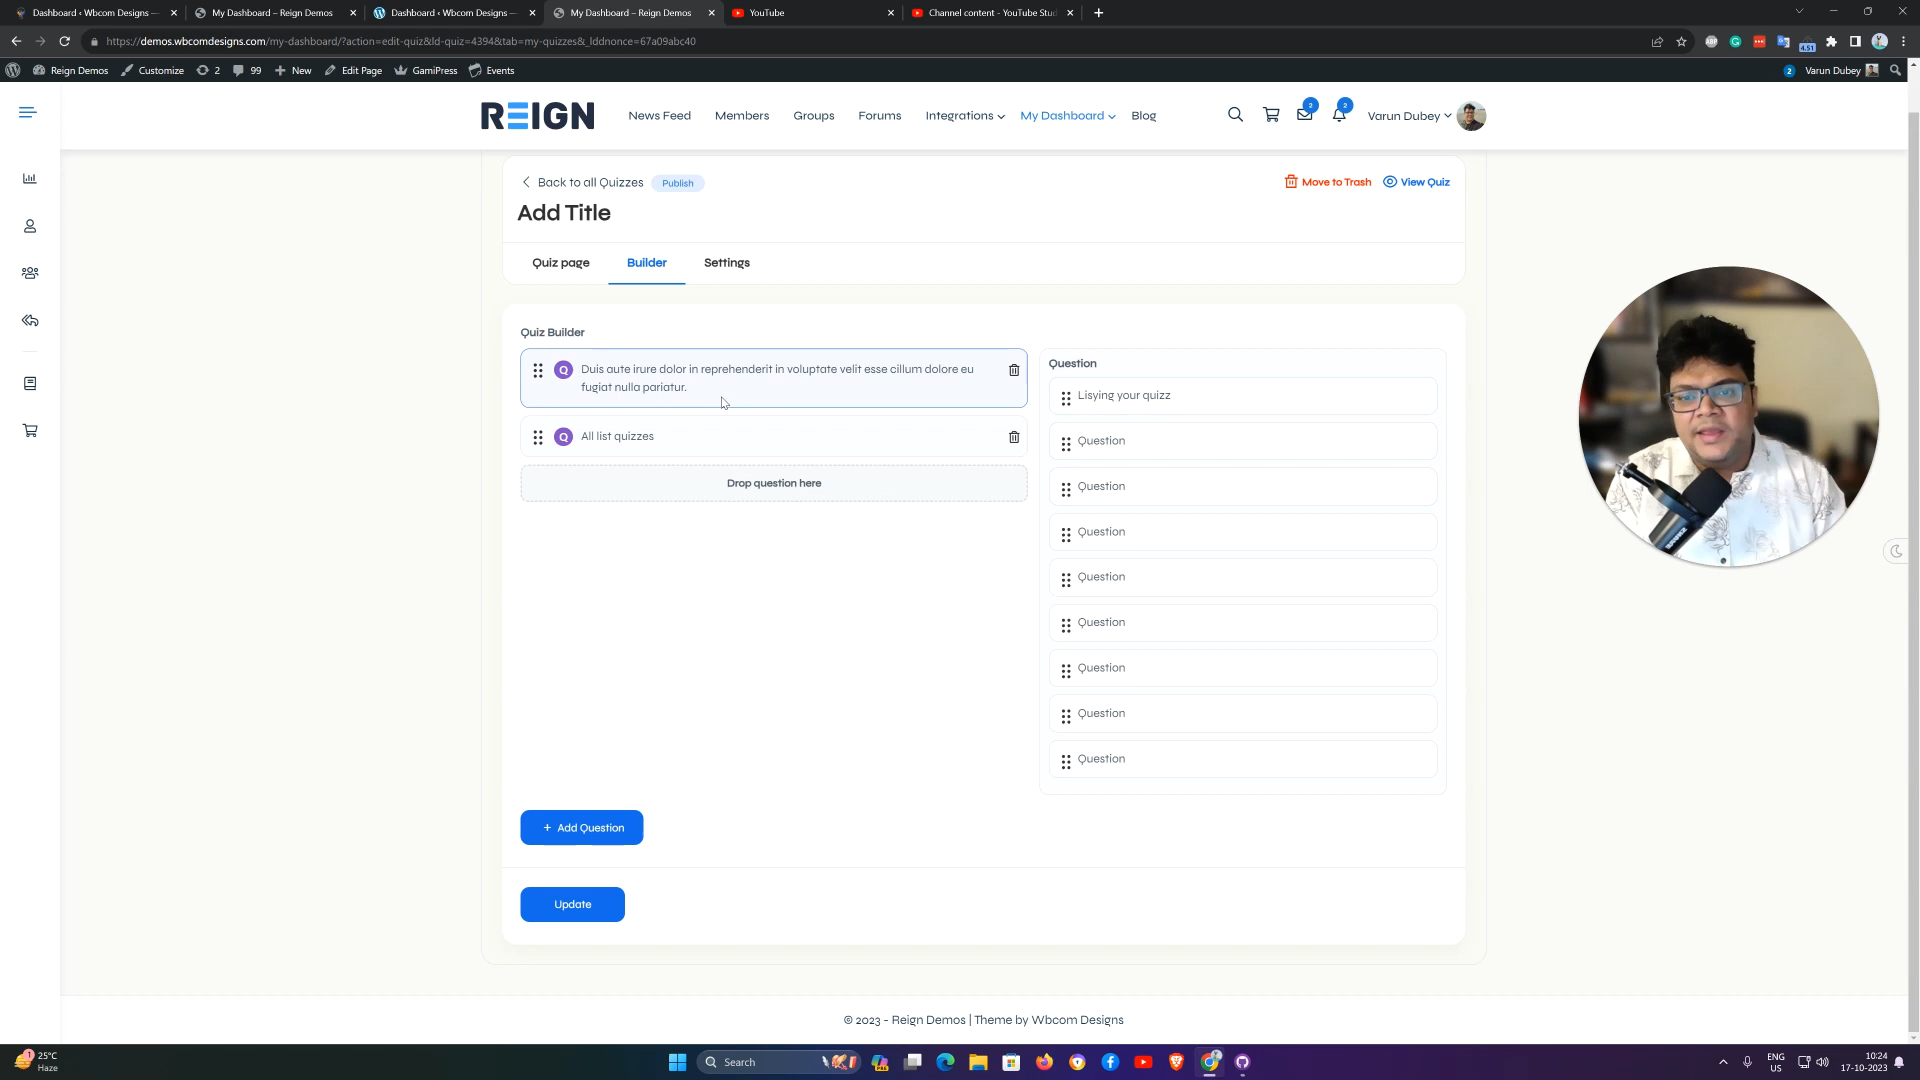 Dashboard ‹ Wbcom Designs —
My Dashboard – Reign Demos
Dashboard ‹ Wbcom Designs —
My Dashboard – Reign Demos
YouTube
Channel content - YouTube Stud
https://demos.wbcomdesigns.com/my-dashboard/?action=edit-quiz&ld-quiz=4394&tab=my-quizzes&_lddnonce=67a09abc40
4.51
Reign Demos
Customize
2
99
New
Edit Page
GamiPress
Events
2
Varun Dubey
REIGN
News Feed
Members
Groups
Forums
Integrations
My Dashboard
Blog
2
2
Varun Dubey
Back to all Quizzes
Publish
Move to Trash
View Quiz
Add Title
Quiz page
Builder
Settings
Quiz Builder
Q
Duis aute irure dolor in reprehenderit in voluptate velit esse cillum dolore eu
fugiat nulla pariatur.
Q
All list quizzes
Drop question here
Question
Lisying your quizz
Question
Question
Question
Question
Question
Question
Question
Question
+ Add Question
Update
© 2023 - Reign Demos | Theme by Wbcom Designs
1
25°C
Haze
Search
ENG
US
10:24
17-10-2023